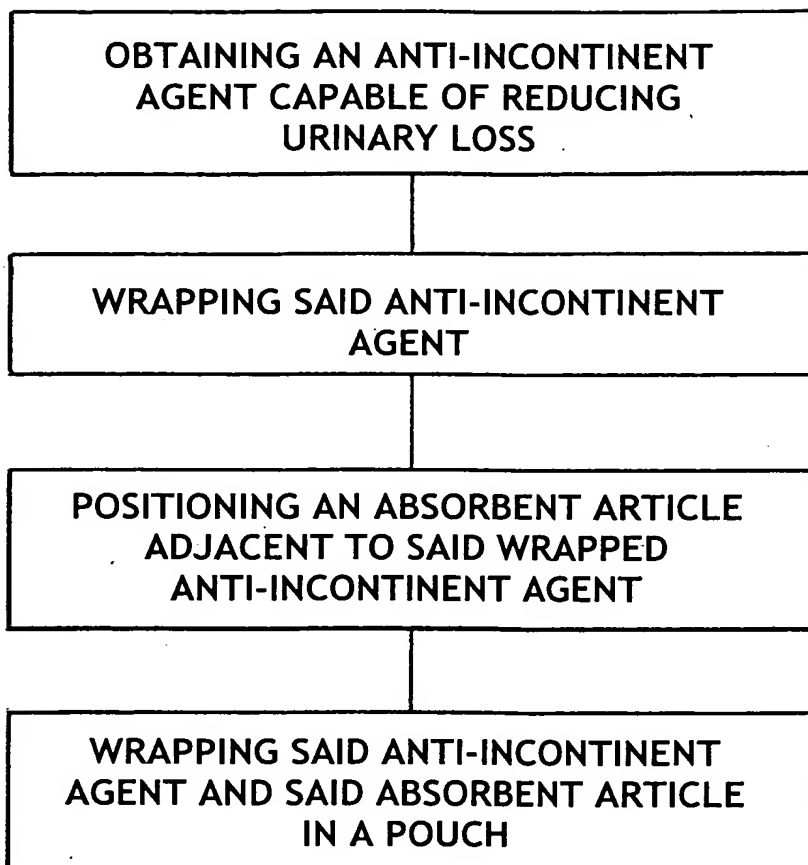 OBTAINING AN ANTI-INCONTINENT
AGENT CAPABLE OF REDUCING
URINARY LOSS
WRAPPING SAID ANTI-INCONTINENT
AGENT
POSITIONING AN ABSORBENT ARTICLE
ADJACENT TO SAID WRAPPED
ANTI-INCONTINENT AGENT
WRAPPING SAID ANTI-INCONTINENT
AGENT AND SAID ABSORBENT ARTICLE
IN A POUCH